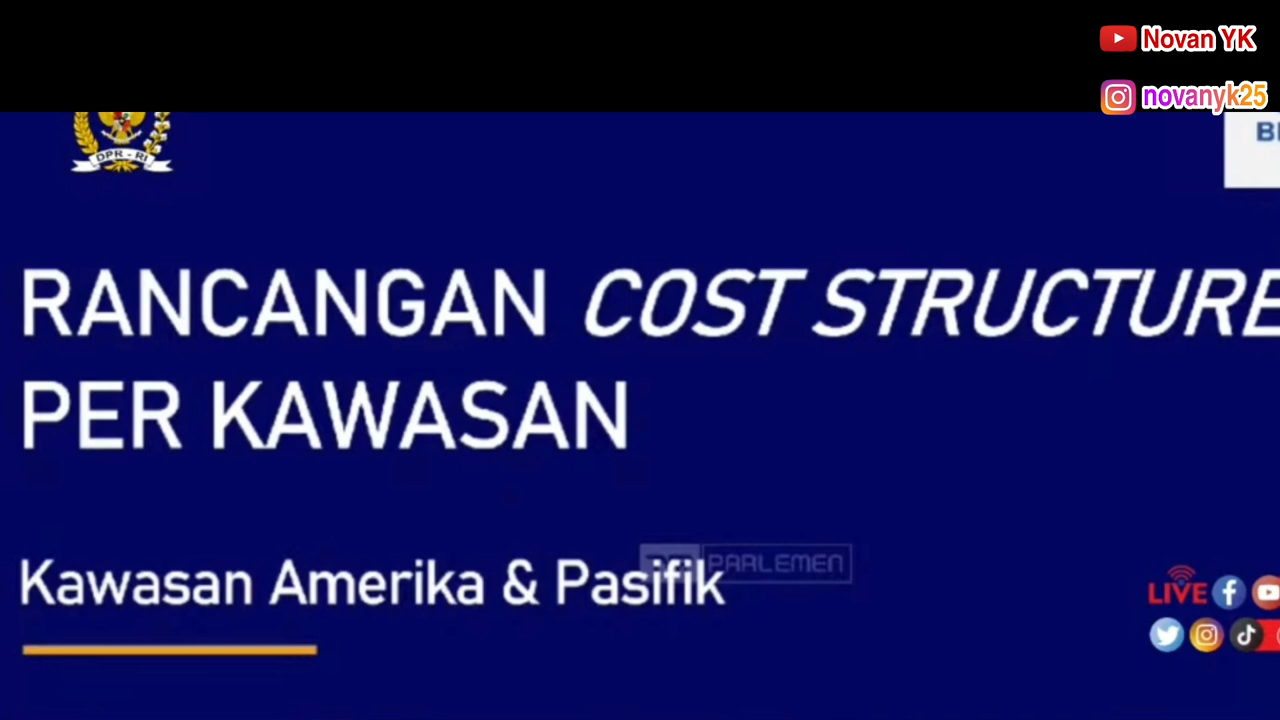 Novan YK
novanyk25
DPR - RI
RANCANGAN COST STRUCTURE
PER KAWASAN
PARLEMEN
Kawasan Amerika & Pasifik
LIVE